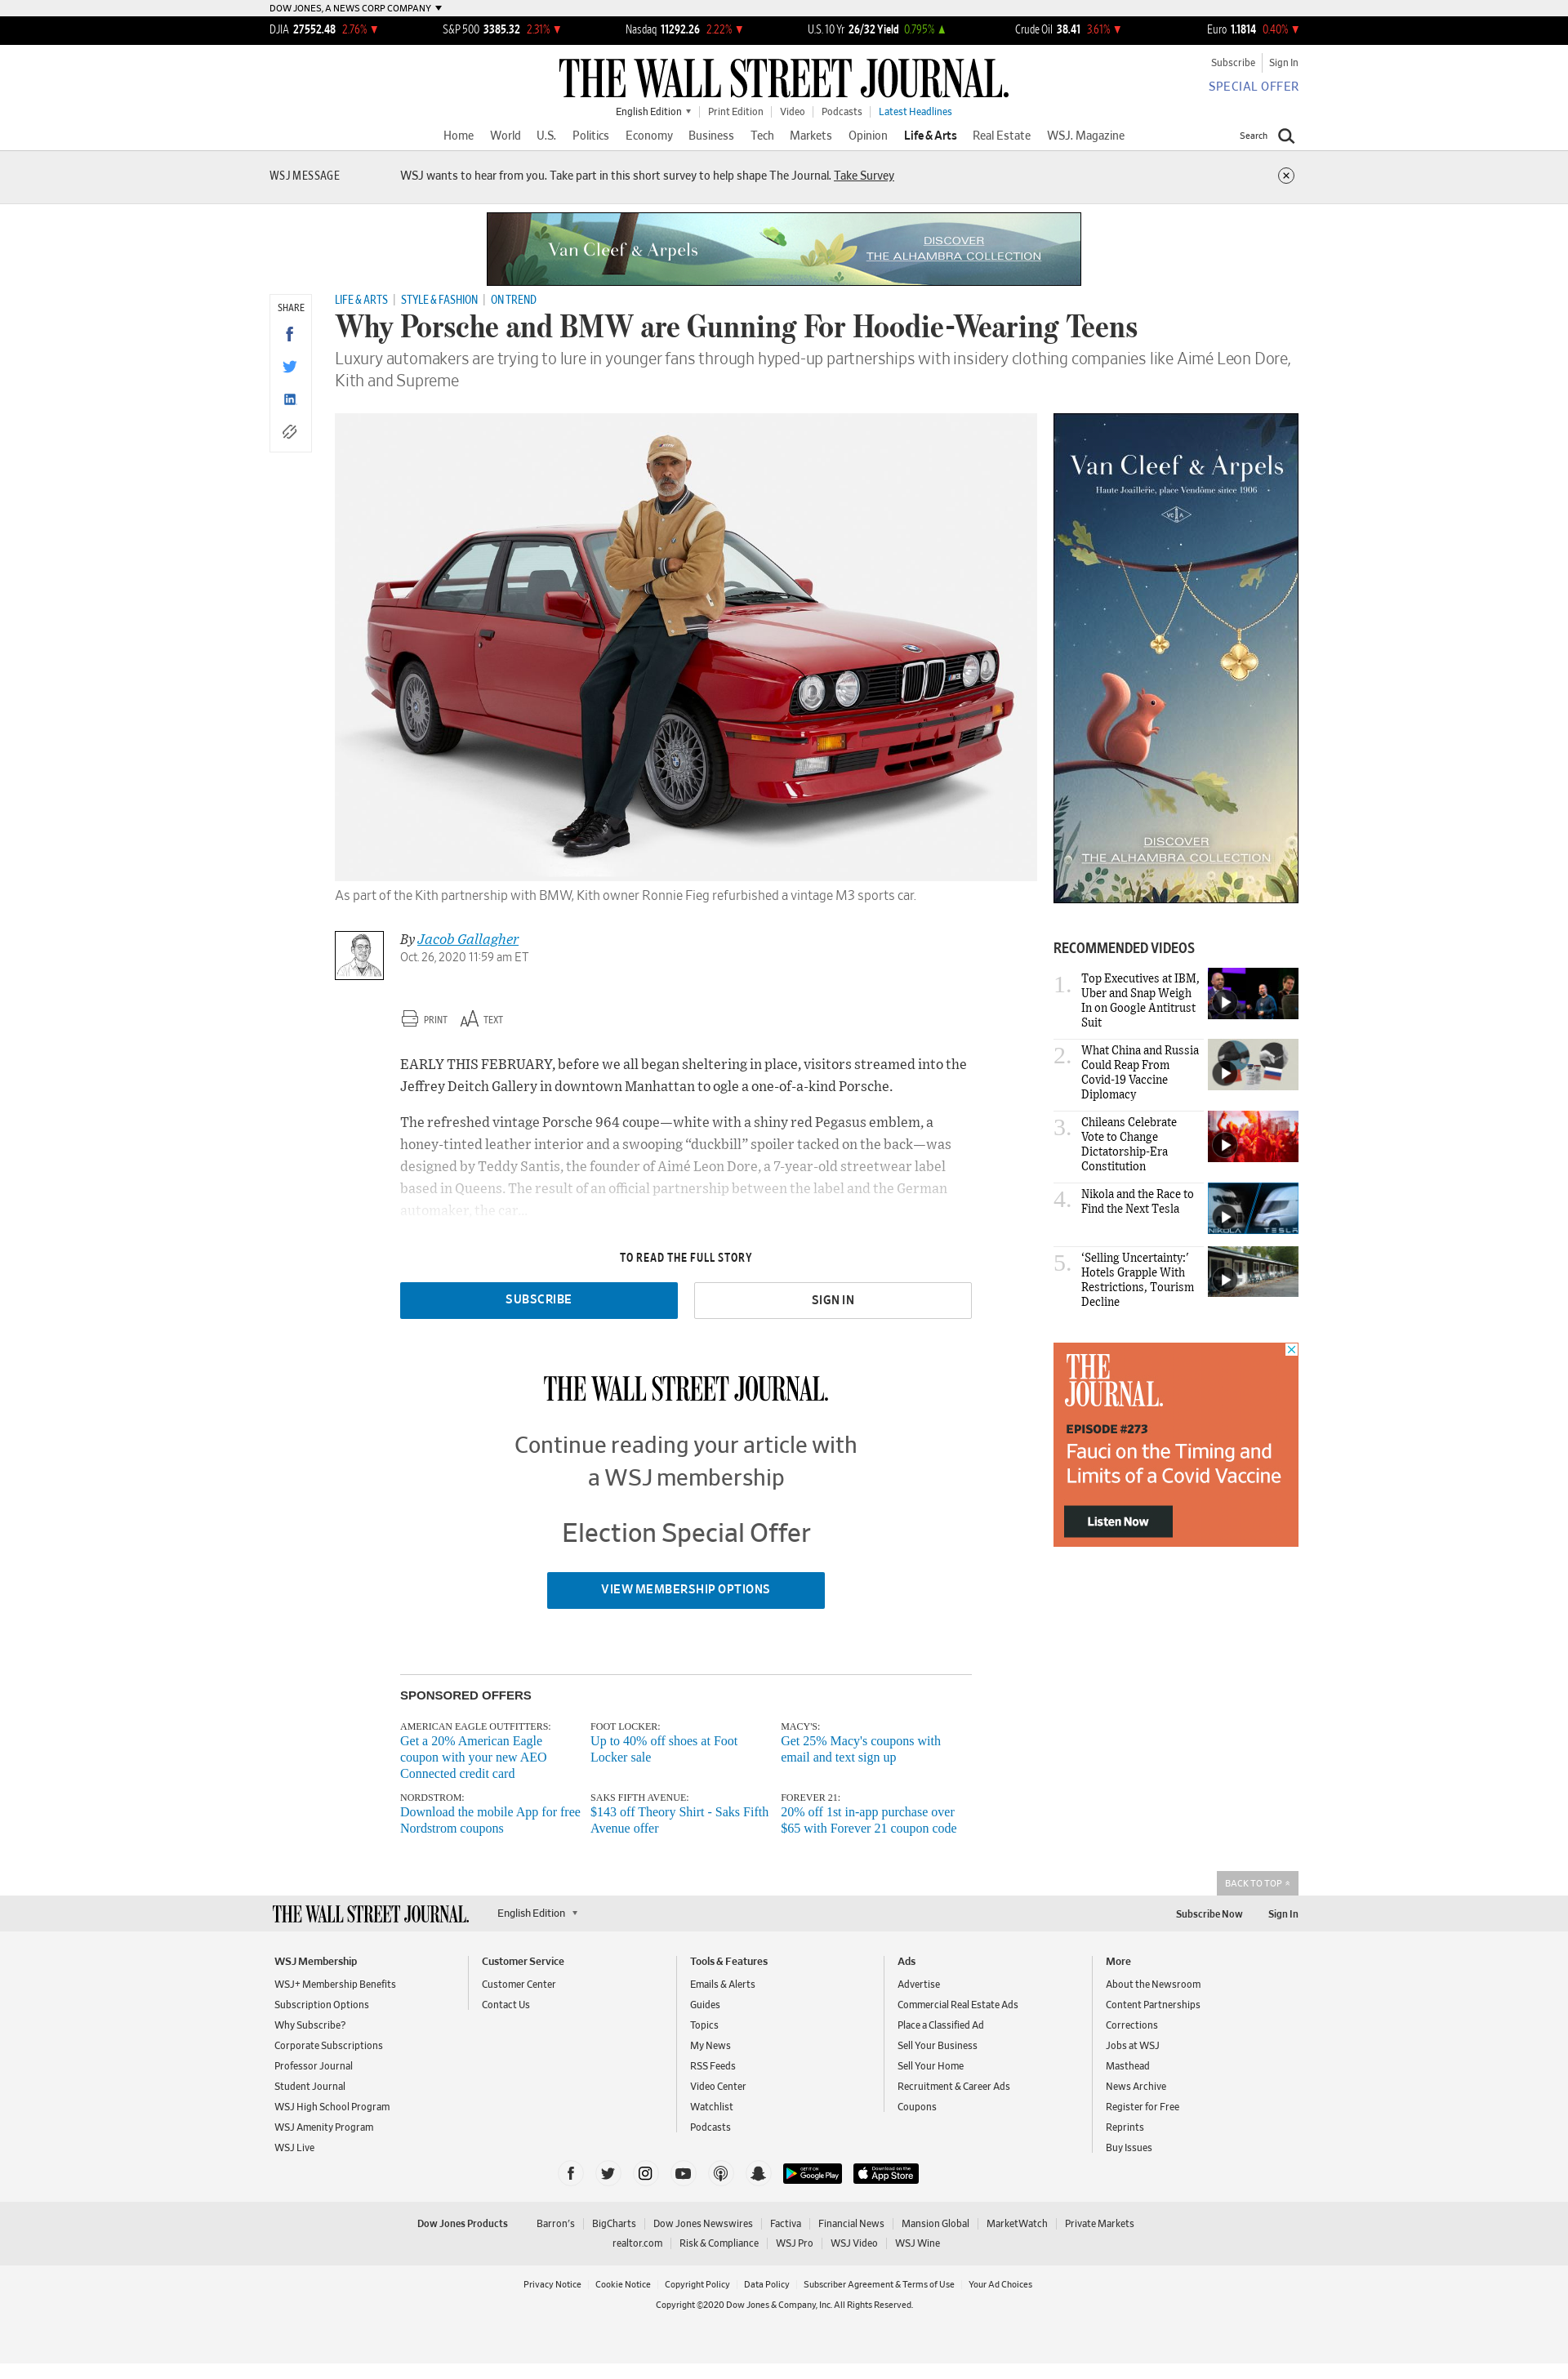 DOW JONES, A NEWS CORP COMPANY
DJIA 27552.48 2.76% S&P 500 3385.32 2.31% Nasdaq 11292.26 2.22% U.S. 10 Yr 26/32 Yield 0.795% Crude Oil 38.41 3.61% Euro 1.1814 0.40%
Subscribe Sign In
THE WALL STREET JOURNAL.
SPECIAL OFFER
English Edition Print Edition Video Podcasts Latest Headlines
Home World U.S. Politics Economy Business Tech Markets Opinion Life & Arts Real Estate WSJ. Magazine Search
WSJ MESSAGE WSJ wants to hear from you. Take part in this short survey to help shape The Journal. Take Survey
Van Cleef & Arpels
DISCOVER
THE ALHAMBRA COLLECTION
SHARE
LIFE & ARTS | STYLE & FASHION | ON TREND
Why Porsche and BMW are Gunning For Hoodie-Wearing Teens
Luxury automakers are trying to lure in younger fans through hyped-up partnerships with insidery clothing companies like Aimé Leon Dore,
Kith and Supreme
As part of the Kith partnership with BMW, Kith owner Ronnie Fieg refurbished a vintage M3 sports car.
By Jacob Gallagher
Oct. 26, 2020 11:59 am ET
PRINT TEXT
EARLY THIS FEBRUARY, before we all began sheltering in place, visitors streamed into the
Jeffrey Deitch Gallery in downtown Manhattan to ogle a one-of-a-kind Porsche.
The refreshed vintage Porsche 964 coupe—white with a shiny red Pegasus emblem, a
honey-tinted leather interior and a swooping “duckbill” spoiler tacked on the back—was
designed by Teddy Santis, the founder of Aimé Leon Dore, a 7-year-old streetwear label
based in Queens. The result of an official partnership between the label and the German
automaker, the car...
TO READ THE FULL STORY
SUBSCRIBE SIGN IN
THE WALL STREET JOURNAL.
Continue reading your article with
a WSJ membership
Election Special Offer
VIEW MEMBERSHIP OPTIONS
Van Cleef & Arpels
Haute Joaillerie, place Vendôme since 1906
VCA
DISCOVER
THE ALHAMBRA COLLECTION
RECOMMENDED VIDEOS
1. Top Executives at IBM,
Uber and Snap Weigh
In on Google Antitrust
Suit
2. What China and Russia
Could Reap From
Covid-19 Vaccine
Diplomacy
3. Chileans Celebrate
Vote to Change
Dictatorship-Era
Constitution
4. Nikola and the Race to
Find the Next Tesla
NIKOLA TESLA
5. ‘Selling Uncertainty:’
Hotels Grapple With
Restrictions, Tourism
Decline
THE
JOURNAL.
EPISODE #273
Fauci on the Timing and
Limits of a Covid Vaccine
Listen Now
SPONSORED OFFERS
AMERICAN EAGLE OUTFITTERS:
Get a 20% American Eagle
coupon with your new AEO
Connected credit card
FOOT LOCKER:
Up to 40% off shoes at Foot
Locker sale
MACY'S:
Get 25% Macy's coupons with
email and text sign up
NORDSTROM:
Download the mobile App for free
Nordstrom coupons
SAKS FIFTH AVENUE:
$143 off Theory Shirt - Saks Fifth
Avenue offer
FOREVER 21:
20% off 1st in-app purchase over
$65 with Forever 21 coupon code
BACK TO TOP
THE WALL STREET JOURNAL. English Edition Subscribe Now Sign In
WSJ Membership
WSJ+ Membership Benefits
Subscription Options
Why Subscribe?
Corporate Subscriptions
Professor Journal
Student Journal
WSJ High School Program
WSJ Amenity Program
WSJ Live
Customer Service
Customer Center
Contact Us
Tools & Features
Emails & Alerts
Guides
Topics
My News
RSS Feeds
Video Center
Watchlist
Podcasts
Ads
Advertise
Commercial Real Estate Ads
Place a Classified Ad
Sell Your Business
Sell Your Home
Recruitment & Career Ads
Coupons
More
About the Newsroom
Content Partnerships
Corrections
Jobs at WSJ
Masthead
News Archive
Register for Free
Reprints
Buy Issues
GET IT ON
Google Play
Download on the
App Store
Dow Jones Products Barron's BigCharts Dow Jones Newswires Factiva Financial News Mansion Global MarketWatch Private Markets
realtor.com Risk & Compliance WSJ Pro WSJ Video WSJ Wine
Privacy Notice Cookie Notice Copyright Policy Data Policy Subscriber Agreement & Terms of Use Your Ad Choices
Copyright ©2020 Dow Jones & Company, Inc. All Rights Reserved.